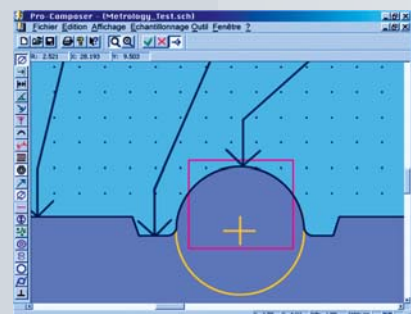 Pro-Composer - [Metrology_Test.sch]
Fichier Edition Affichage Echantillonnage Outil Fenêtre ?
R: 2.521 X: 28.193 Y: 9.503